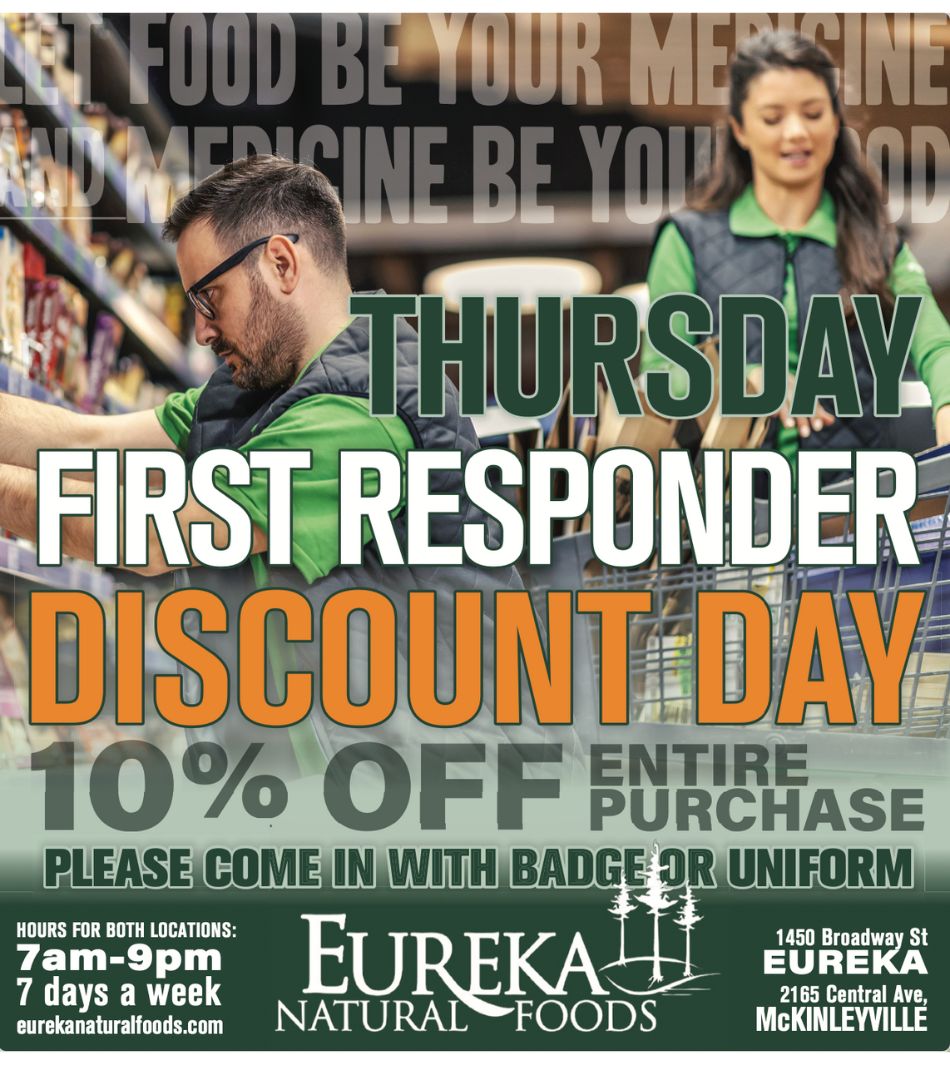 LET FOOD BE YOUR MEDICINE
AND MEDICINE BE YOUR FOOD
THURSDAY
FIRST RESPONDER
DISCOUNT DAY
10% OFF ENTIRE PURCHASE
PLEASE COME IN WITH BADGE OR UNIFORM
HOURS FOR BOTH LOCATIONS:
7am-9pm
7 days a week
eurekanaturalfoods.com
EUREKA
NATURAL FOODS
1450 Broadway St
EUREKA
2165 Central Ave,
McKINLEYVILLE